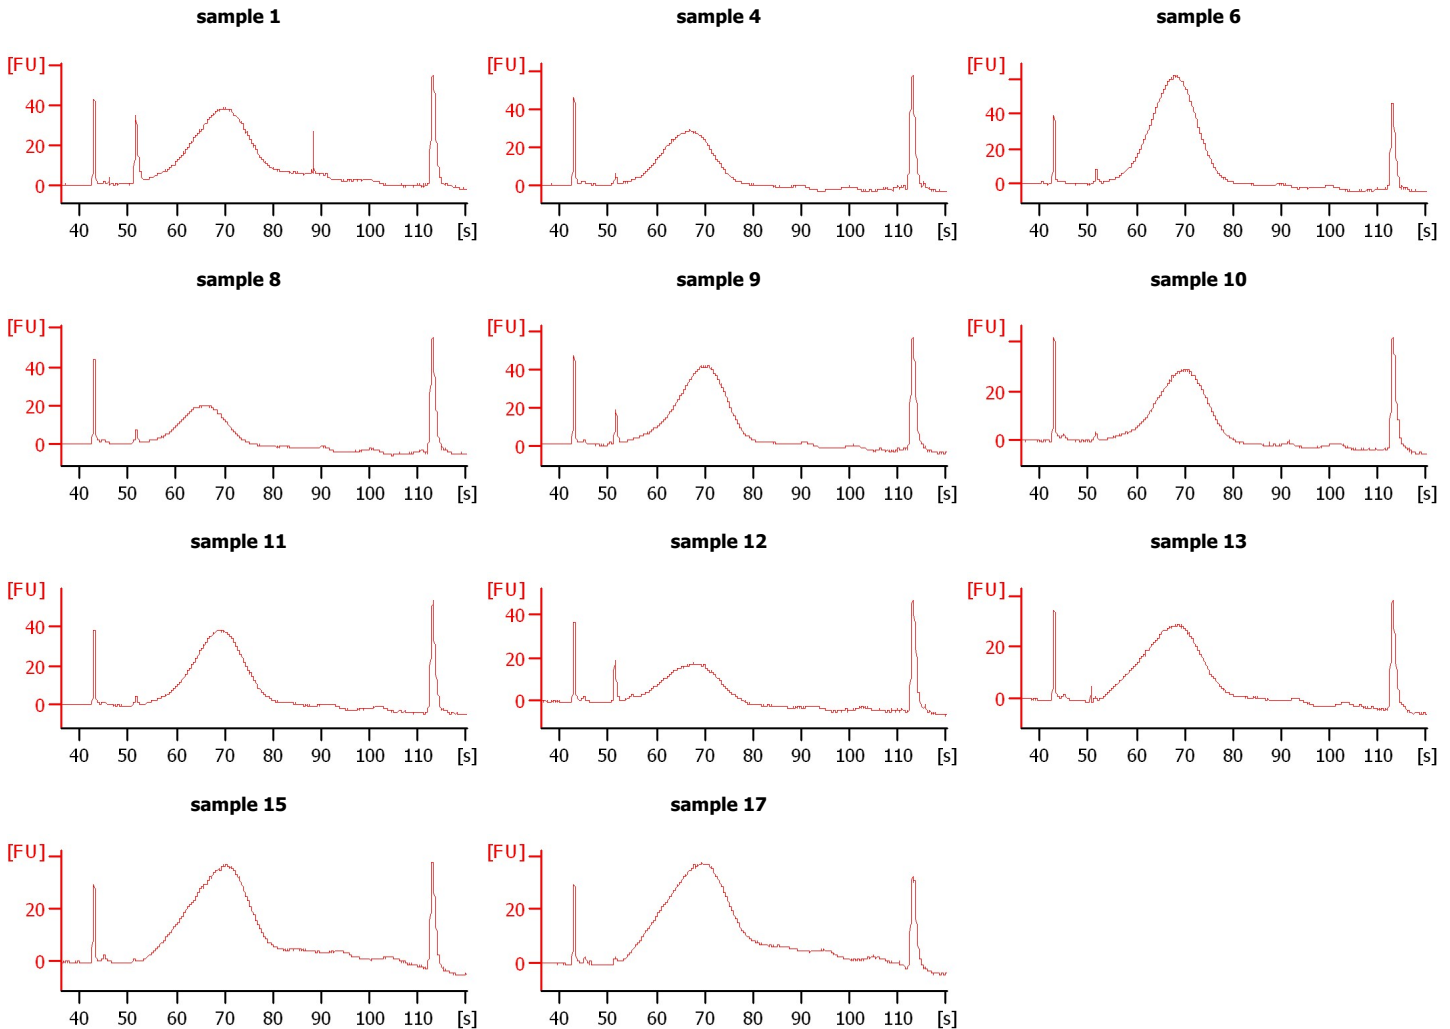 sample 1 sample 4 sample 6
[FU] [FU] [FU]
40 40 40
20 20 20
0 0 0
40 50 60 70 80 90 100 110 [s] 40 50 60 70 80 90 100 110 [s] 40 50 60 70 80 90 100 110 [s]
sample 8 sample 9 sample 10
[FU] [FU] [FU]
40 40
20 20 20
0 0 0
40 50 60 70 80 90 100 110 [s] 40 50 60 70 80 90 100 110 [s] 40 50 60 70 80 90 100 110 [s]
sample 11 sample 12 sample 13
[FU] [FU] [FU]
40 40
20 20 20
0 0 0
40 50 60 70 80 90 100 110 [s] 40 50 60 70 80 90 100 110 [s] 40 50 60 70 80 90 100 110 [s]
sample 15 sample 17
[FU] [FU]
20 20
0 0
40 50 60 70 80 90 100 110 [s] 40 50 60 70 80 90 100 110 [s]